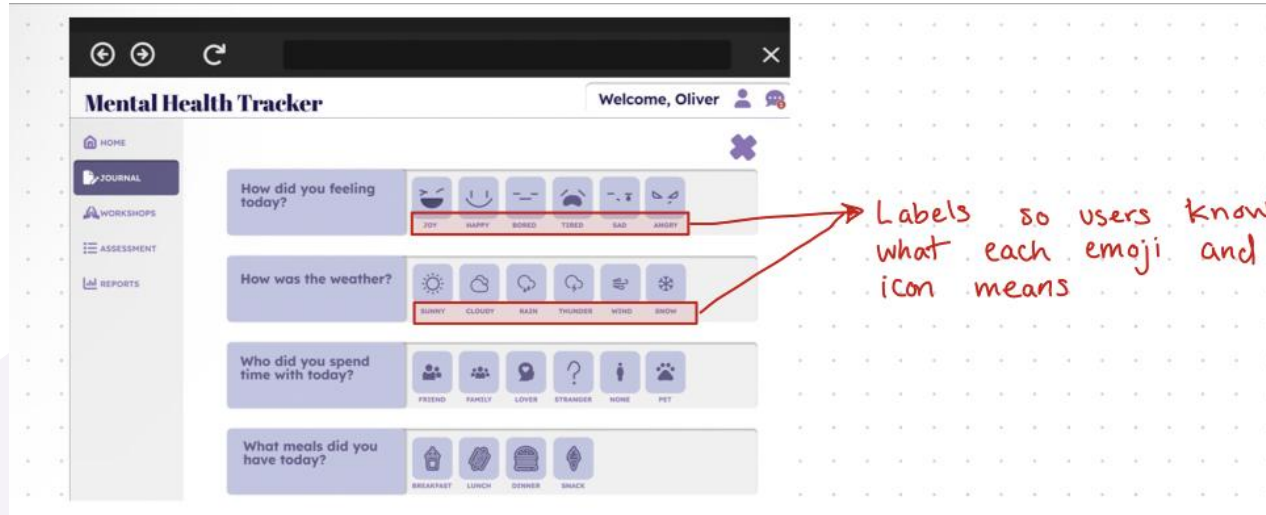 Mental Health Tracker
Welcome, Oliver
HOME
JOURNAL
WORKSHOPS
ASSESSMENT
REPORTS
How did you feeling
today?
JOY HAPPY BORED TIRED SAD ANGRY
How was the weather?
SUNNY CLOUDY RAIN THUNDER WIND SNOW
Who did you spend
time with today?
FRIEND FAMILY LOVER STRANGER NONE PET
What meals did you
have today?
BREAKFAST LUNCH DINNER SNACK
Labels so users know
what each emoji and
icon means